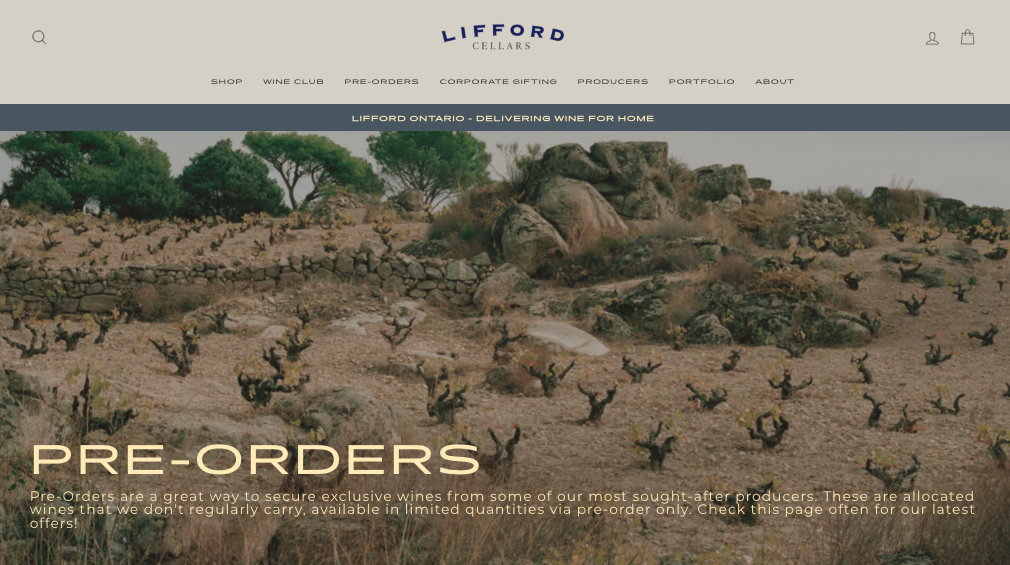 LIFFORD
CELLARS
SHOP WINE CLUB PRE-ORDERS CORPORATE GIFTING PRODUCERS PORTFOLIO ABOUT
LIFFORD ONTARIO - DELIVERING WINE FOR HOME
PRE-ORDERS
Pre-Orders are a great way to secure exclusive wines from some of our most sought-after producers. These are allocated
wines that we don't regularly carry, available in limited quantities via pre-order only. Check this page often for our latest
offers!